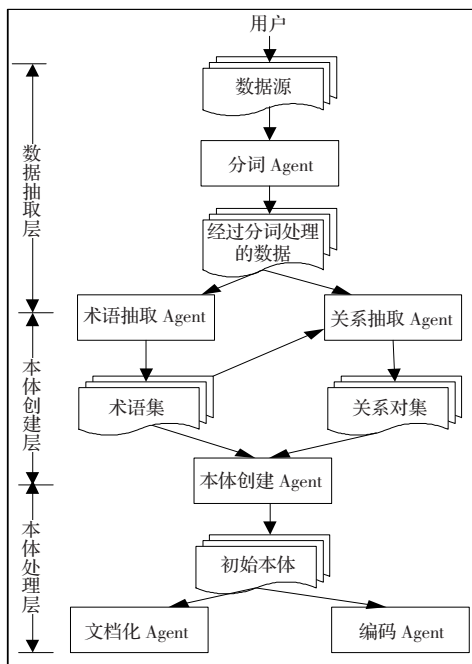 用户
数据源
分词 Agent
经过分词处理
的数据
术语抽取 Agent
关系抽取 Agent
术语集
关系对集
本体创建 Agent
初始本体
文档化 Agent
编码 Agent
数据抽取层
本体创建层
本体处理层